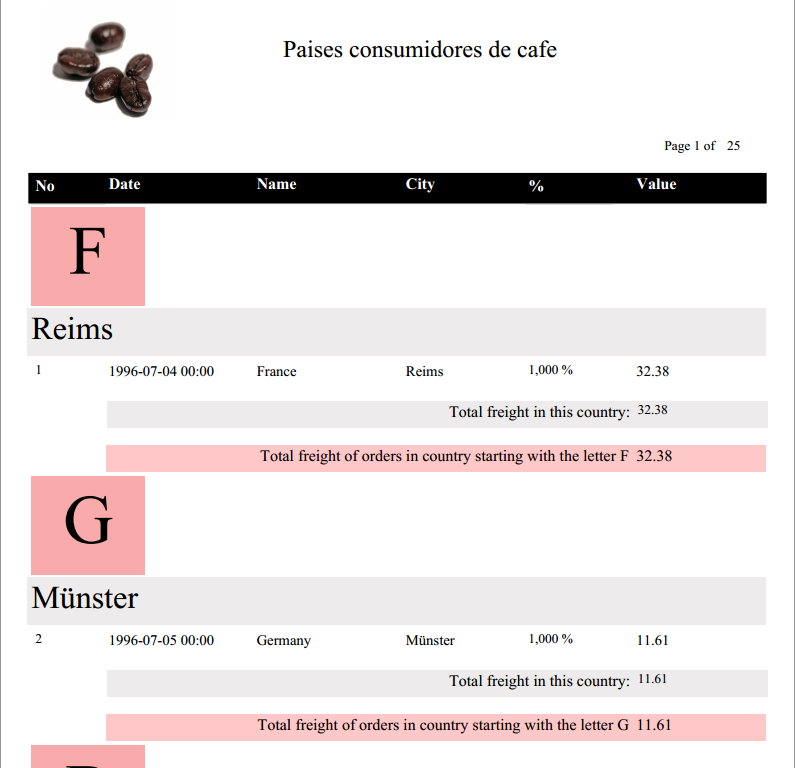 Paises consumidores de cafe
Page 1 of 25
No Date Name City % Value
F
Reims
1 1996-07-04 00:00 France Reims 1,000 % 32.38
Total freight in this country: 32.38
Total freight of orders in country starting with the letter F 32.38
G
Münster
2 1996-07-05 00:00 Germany Münster 1,000 % 11.61
Total freight in this country: 11.61
Total freight of orders in country starting with the letter G 11.61